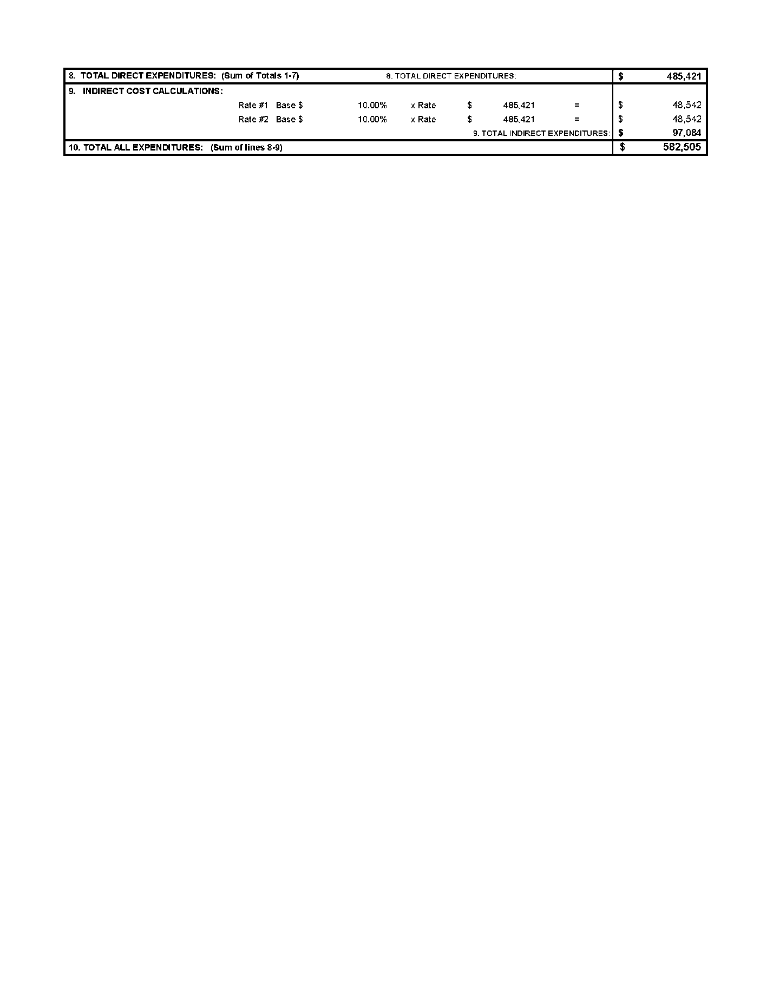 8. TOTAL DIRECT EXPENDITURES: (Sum of Totals 1-7) 8. TOTAL DIRECT EXPENDITURES: $ 485,421
9. INDIRECT COST CALCULATIONS:
Rate #1 Base $ 10.00% x Rate $ 485,421 = $ 48,542
Rate #2 Base $ 10.00% x Rate $ 485,421 = $ 48,542
9. TOTAL INDIRECT EXPENDITURES: $ 97,084
10. TOTAL ALL EXPENDITURES: (Sum of lines 8-9) $ 582,505